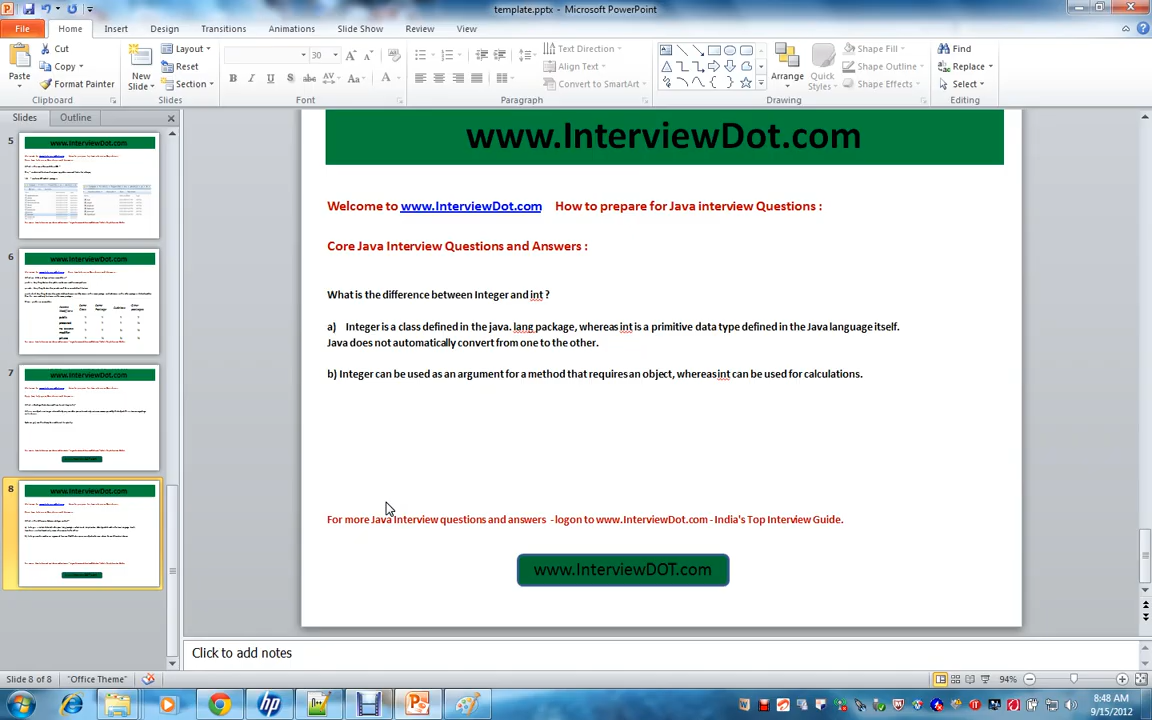 template.pptx - Microsoft PowerPoint
File Home Insert Design Transitions Animations Slide Show Review View
Paste Cut Copy Format Painter Clipboard
New Slide Layout Reset Section Slides
30 Font
Text Direction Align Text Convert to SmartArt Paragraph
Arrange Quick Styles Shape Fill Shape Outline Shape Effects Drawing
Find Replace Select Editing
Slides Outline
5
6
7
8
www.InterviewDot.com
Welcome to www.InterviewDot.com How to prepare for Java interview Questions :
Core Java Interview Questions and Answers :
What is the difference between Integer and int ?
a) Integer is a class defined in the java. lang package, whereas int is a primitive data type defined in the Java language itself.
Java does not automatically convert from one to the other.
b) Integer can be used as an argument for a method that requires an object, whereas int can be used for calculations.
For more Java Interview questions and answers - logon to www.InterviewDot.com - India's Top Interview Guide.
www.InterviewDOT.com
Click to add notes
Slide 8 of 8 "Office Theme" 94%
8:48 AM
9/15/2012